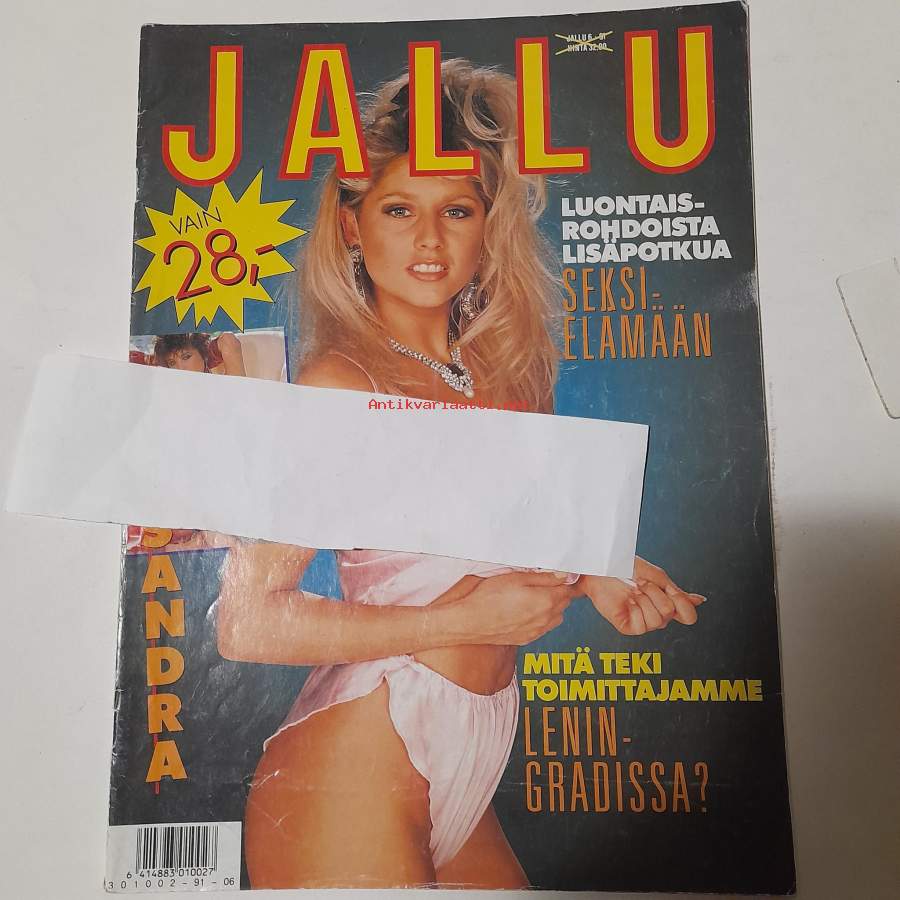 JALLU
JALLU 6 - 91
HINTA 32,00
VAIN
28,-
LUONTAIS-
ROHDOISTA
LISÄPOTKUA
SEKSI-
ELÄMÄÄN
Antikvariaatti.net
SANDRA
MITÄ TEKI
TOIMITTAJAMME
LENIN-
GRADISSA?
6 414883 010027
301002-91-06